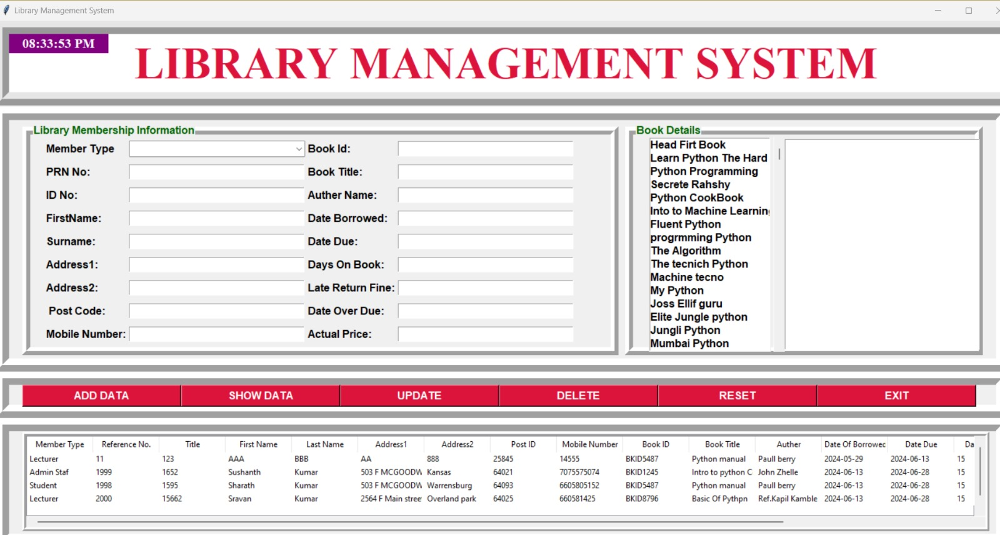 Library Management System
08:33:53 PM
LIBRARY MANAGEMENT SYSTEM
Library Membership Information
Member Type
Book Id:
PRN No:
Book Title:
ID No:
Auther Name:
FirstName:
Date Borrowed:
Surname:
Date Due:
Address1:
Days On Book:
Address2:
Late Return Fine:
Post Code:
Date Over Due:
Mobile Number:
Actual Price:
Book Details
Head Firt Book
Learn Python The Hard
Python Programming
Secrete Rahshy
Python CookBook
Into to Machine Learning
Fluent Python
progrmming Python
The Algorithm
The tecnich Python
Machine tecno
My Python
Joss Ellif guru
Elite Jungle python
Jungli Python
Mumbai Python
ADD DATA SHOW DATA UPDATE DELETE RESET EXIT
Member Type Reference No. Title First Name Last Name Address1 Address2 Post ID Mobile Number Book ID Book Title Auther Date Of Borrowed Date Due Da
Lecturer 11 123 AAA BBB AA 888 25845 14555 BKID5487 Python manual Paull berry 2024-05-29 2024-06-13 15
Admin Staf 1999 1652 Sushanth Kumar 503 F MCGOODW Kansas 64021 7075575074 BKID1245 Intro to python C John Zhelle 2024-06-13 2024-06-28 15
Student 1998 1595 Sharath Kumar 503 F MCGOODW Warrensburg 64093 6605805152 BKID5487 Python manual Paull berry 2024-06-13 2024-06-28 15
Lecturer 2000 15662 Sravan Kumar 2564 F Main stree Overland park 64025 660581425 BKID8796 Basic Of Pythpn Ref.Kapil Kamble 2024-06-13 2024-06-28 15